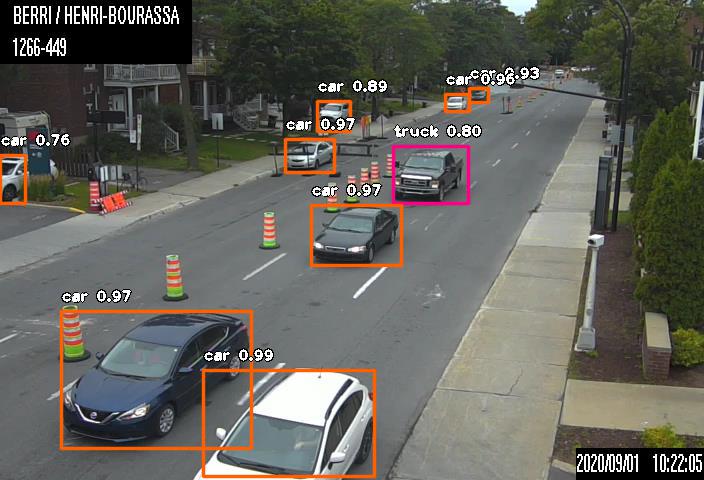 BERRI / HENRI-BOURASSA
1266-449
car 0.93
car 0.96
car 0.89
car 0.97
truck 0.80
car 0.76
car 0.97
car 0.97
car 0.99
2020/09/01 10:22:05